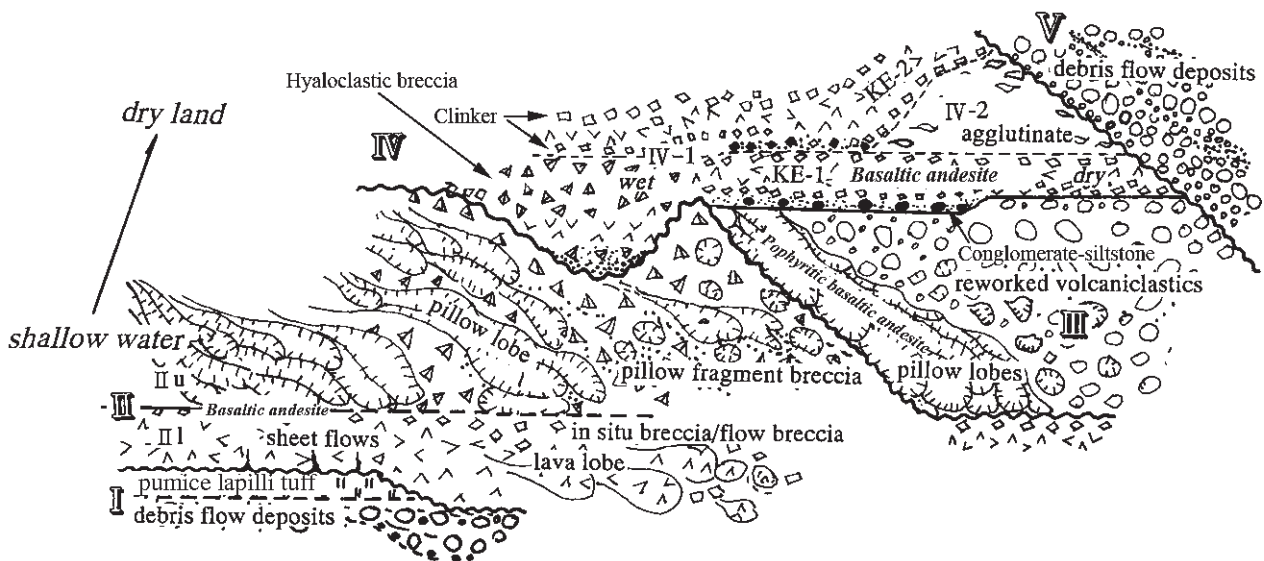 V
debris flow deposits
Hyaloclastic breccia
KE-2
dry land
Clinker
IV-2
agglutinate
IV
IV-1
wet
KE-1
Basaltic andesite
dry
Conglomerate-siltstone
reworked volcaniclastics
Pophyritic basaltic andesite
III
shallow water
pillow lobe
pillow fragment breccia
pillow lobes
II u
II
Basaltic andesite
II l
sheet flows
in situ breccia/flow breccia
lava lobe
pumice lapilli tuff
I
debris flow deposits